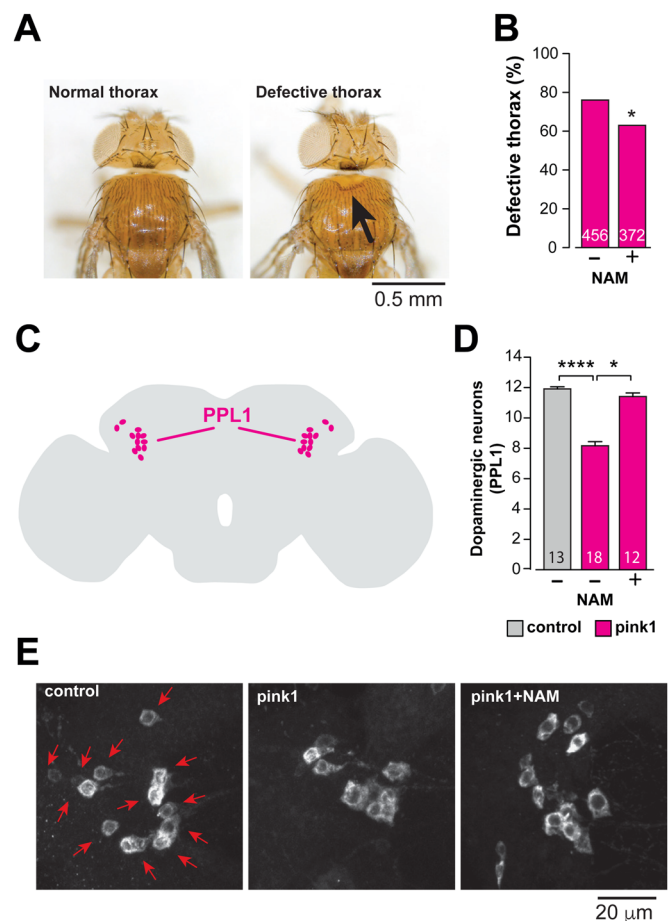 A
Normal thorax
Defective thorax
0.5 mm
B
Defective thorax (%)
100
80
60
40
20
0
*
456
372
− +
NAM
C
PPL1
D
Dopaminergic neurons
(PPL1)
14
12
10
8
6
4
2
0
**** *
13
18
12
− − +
NAM
control
pink1
E
control
pink1
pink1+NAM
20 µm